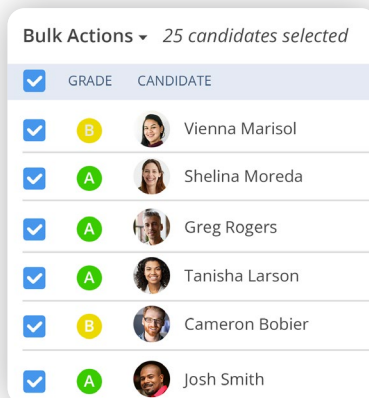 Bulk Actions 25 candidates selected
GRADE CANDIDATE
B Vienna Marisol
A Shelina Moreda
A Greg Rogers
A Tanisha Larson
B Cameron Bobier
A Josh Smith